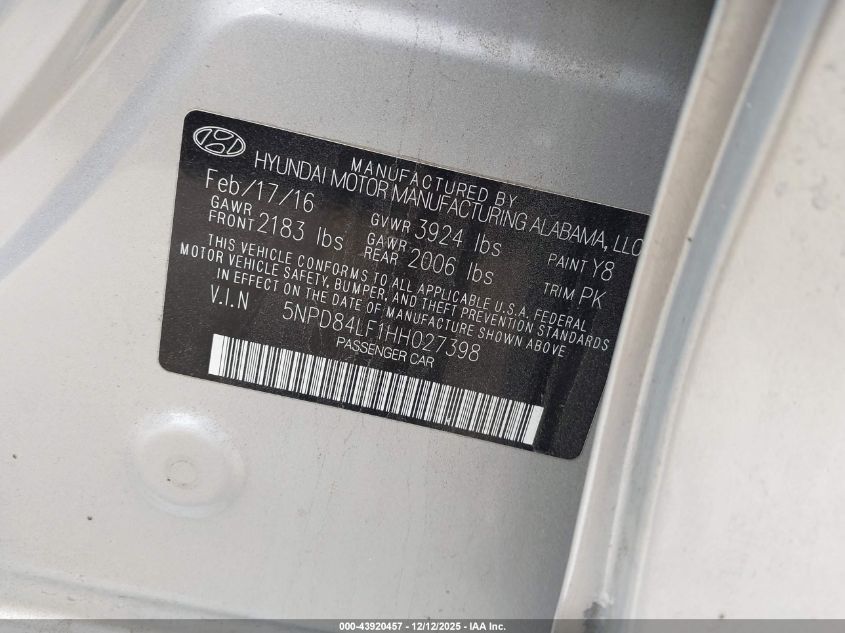 MANUFACTURED BY
HYUNDAI MOTOR MANUFACTURING ALABAMA, LLC
Feb/17/16 GVWR 3924 lbs PAINT Y8
GAWR FRONT 2183 lbs GAWR REAR 2006 lbs TRIM PK
THIS VEHICLE CONFORMS TO ALL APPLICABLE U.S.A. FEDERAL
MOTOR VEHICLE SAFETY, BUMPER, AND THEFT PREVENTION STANDARDS
IN EFFECT ON THE DATE OF MANUFACTURE SHOWN ABOVE
V.I.N 5NPD84LF1HH027398
PASSENGER CAR
000-43920457 - 12/12/2025 - IAA Inc.